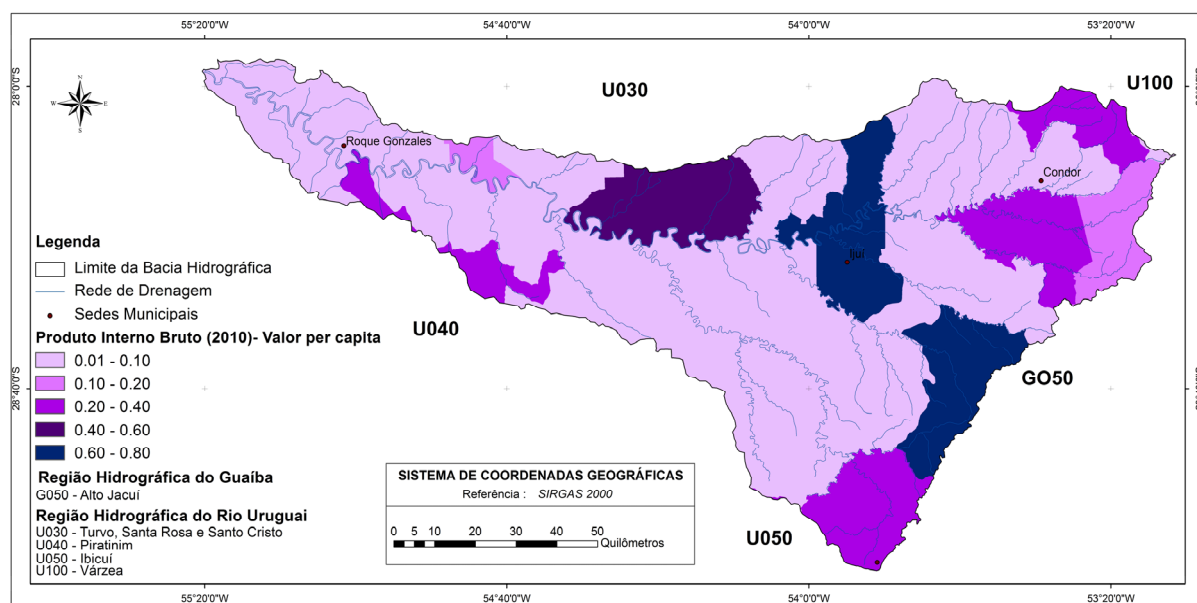 55°20'0"W
54°40'0"W
54°0'0"W
53°20'0"W
28°0'0"S
N
W E
S
U030
U100
Roque Gonzales
Condor
Ijuí
Legenda
Limite da Bacia Hidrográfica
Rede de Drenagem
Sedes Municipais
Produto Interno Bruto (2010)- Valor per capita
0.01 - 0.10
0.10 - 0.20
0.20 - 0.40
0.40 - 0.60
0.60 - 0.80
U040
GO50
28°40'0"S
Região Hidrográfica do Guaíba
G050 - Alto Jacuí
Região Hidrográfica do Rio Uruguai
U030 - Turvo, Santa Rosa e Santo Cristo
U040 - Piratinim
U050 - Ibicuí
U100 - Várzea
SISTEMA DE COORDENADAS GEOGRÁFICAS
Referência : SIRGAS 2000
0 5 10 20 30 40 50
Quilômetros
U050
55°20'0"W
54°40'0"W
54°0'0"W
53°20'0"W